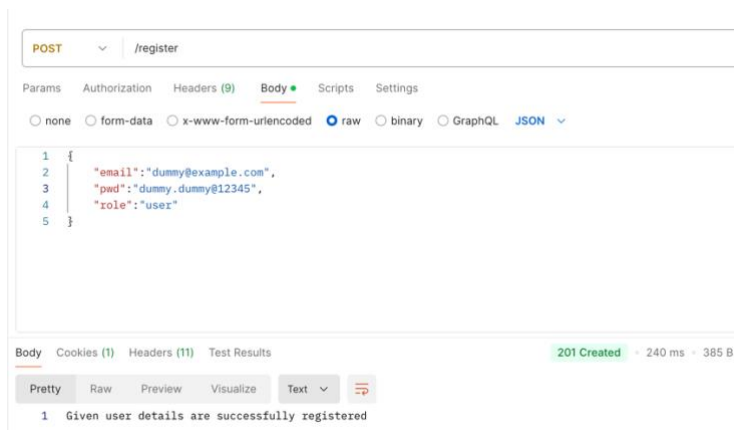 POST /register
Params Authorization Headers (9) Body Scripts Settings
none form-data x-www-form-urlencoded raw binary GraphQL JSON
1 {
2 "email":"dummy@example.com",
3 "pwd":"dummy.dummy@12345",
4 "role":"user"
5 }
Body Cookies (1) Headers (11) Test Results 201 Created 240 ms 385 B
Pretty Raw Preview Visualize Text
1 Given user details are successfully registered